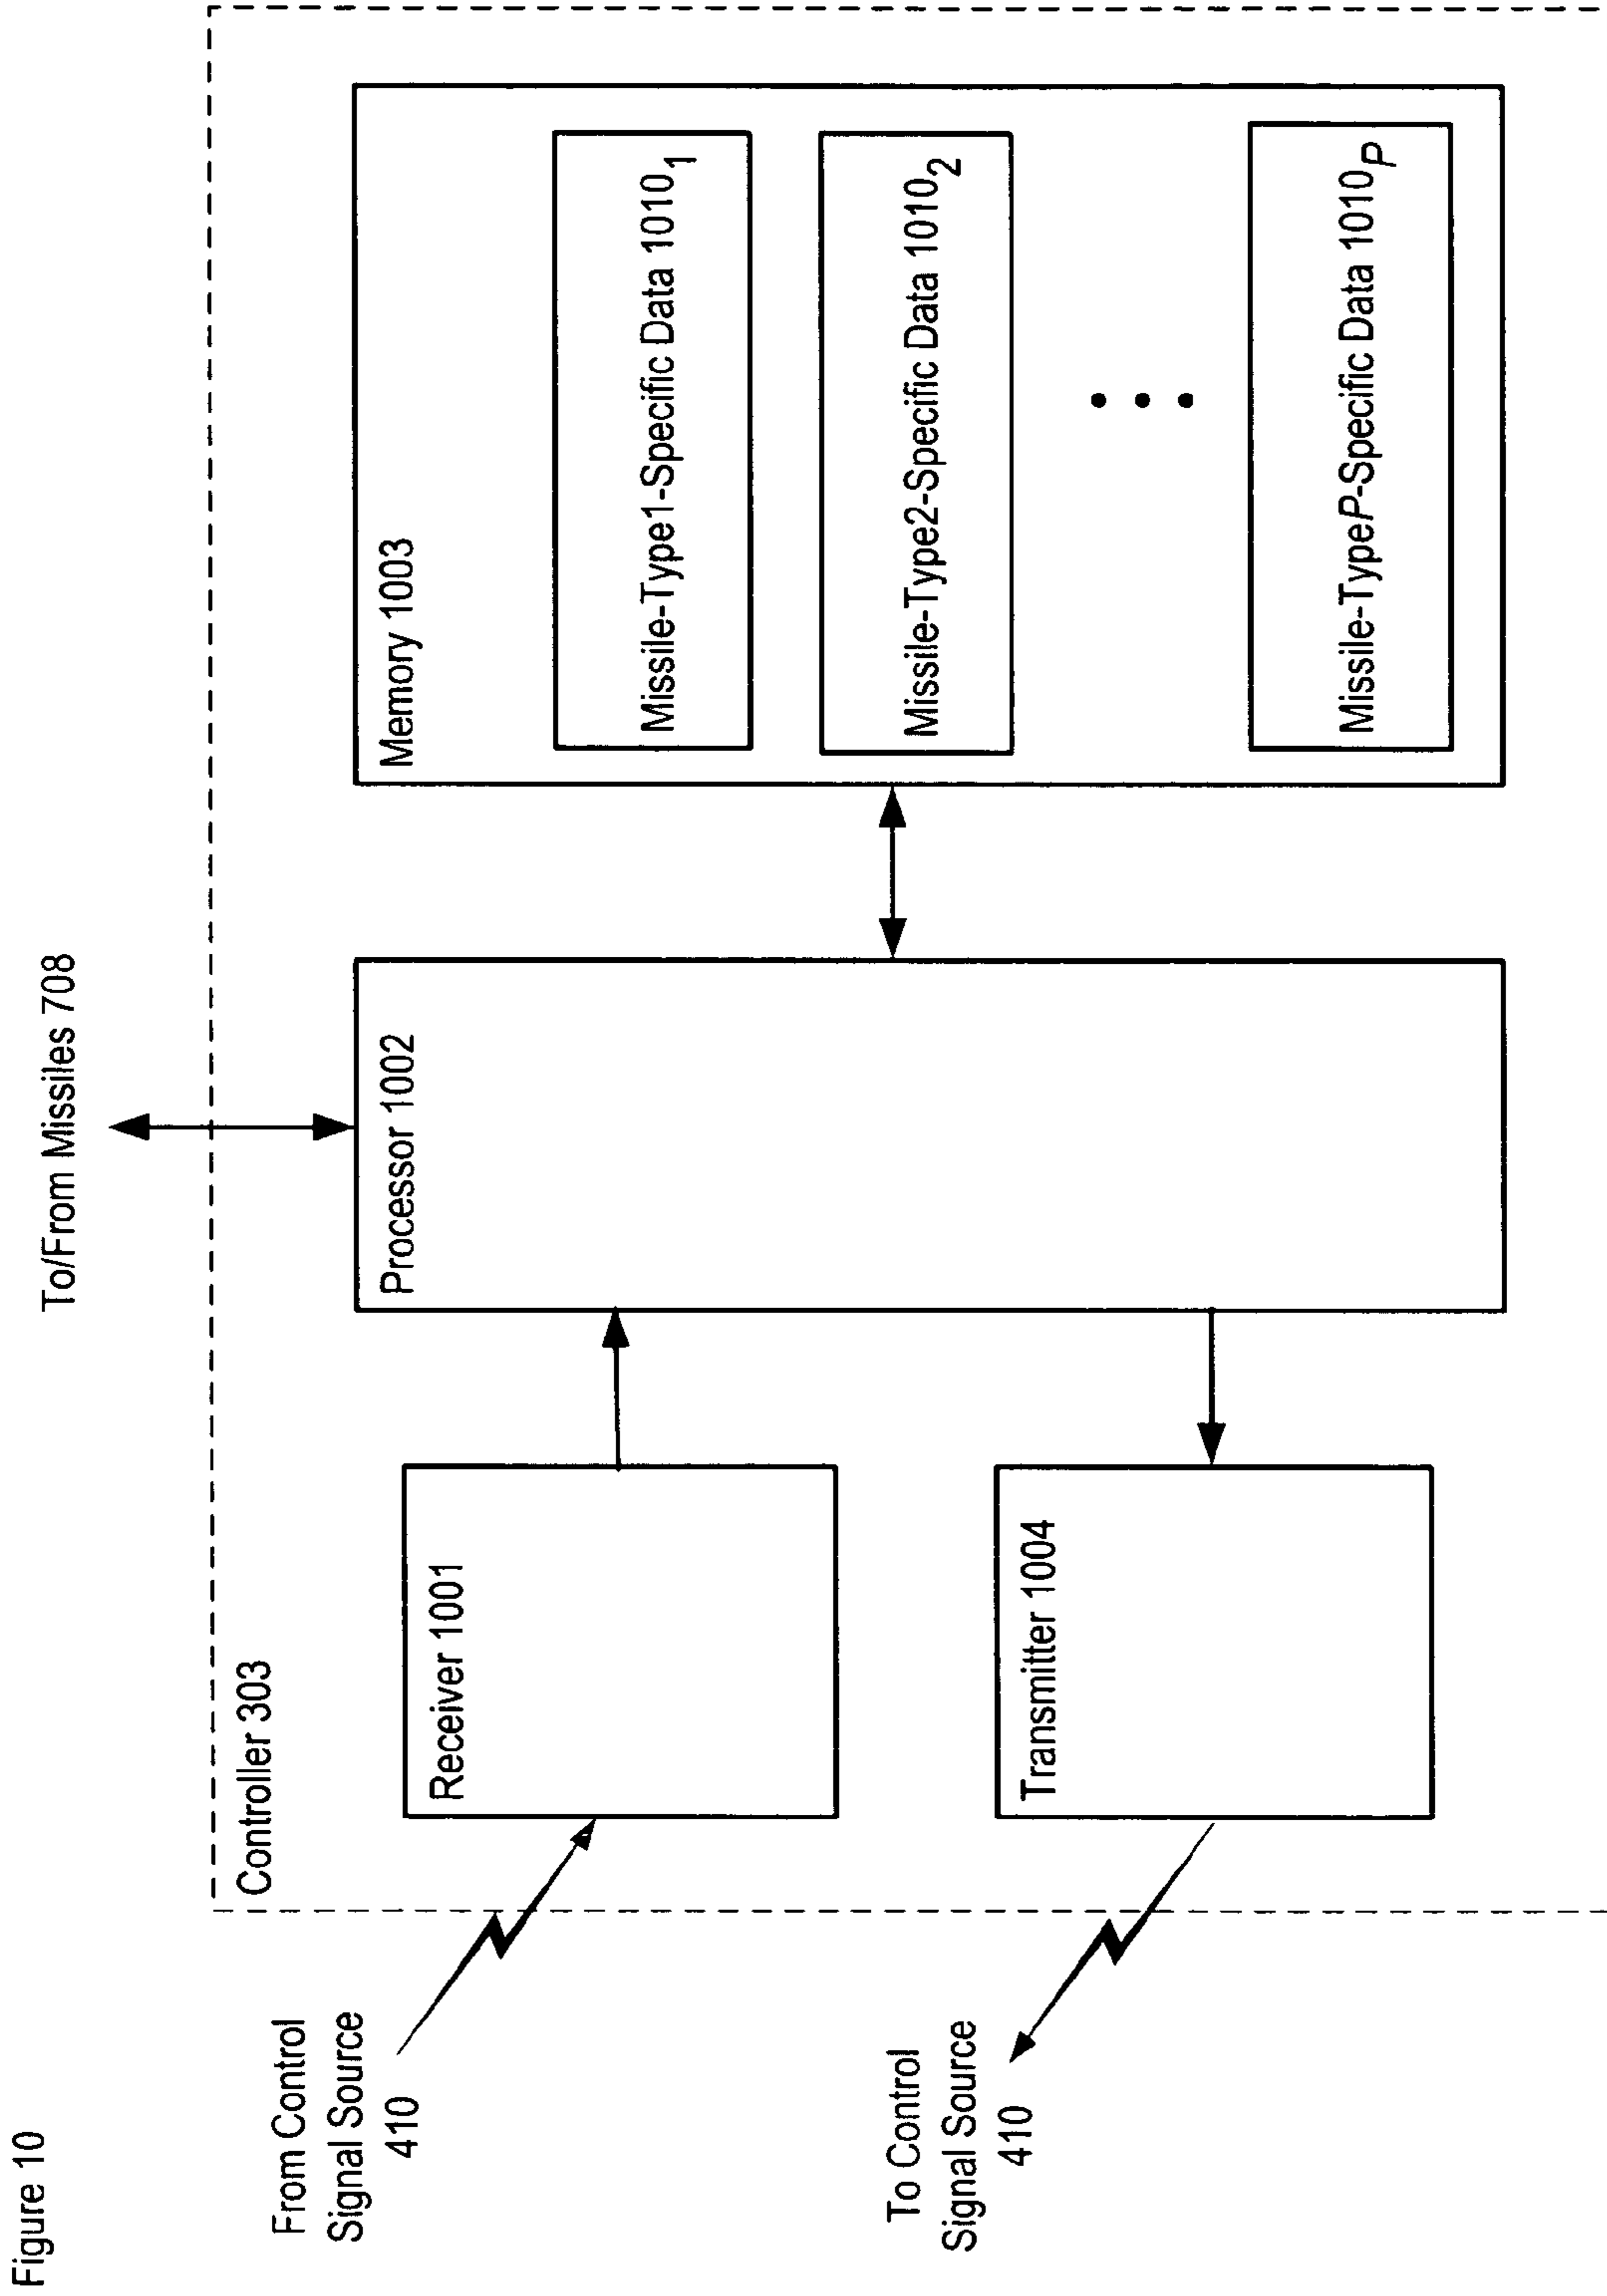 Figure 10
To/From Missiles 708
Controller 303
From Control
Signal Source
410
Receiver 1001
Processor 1002
Memory 1003
Missile-Type1-Specific Data 1010₁
Missile-Type2-Specific Data 1010₂
Missile-TypeP-Specific Data 1010P
To Control
Signal Source
410
Transmitter 1004